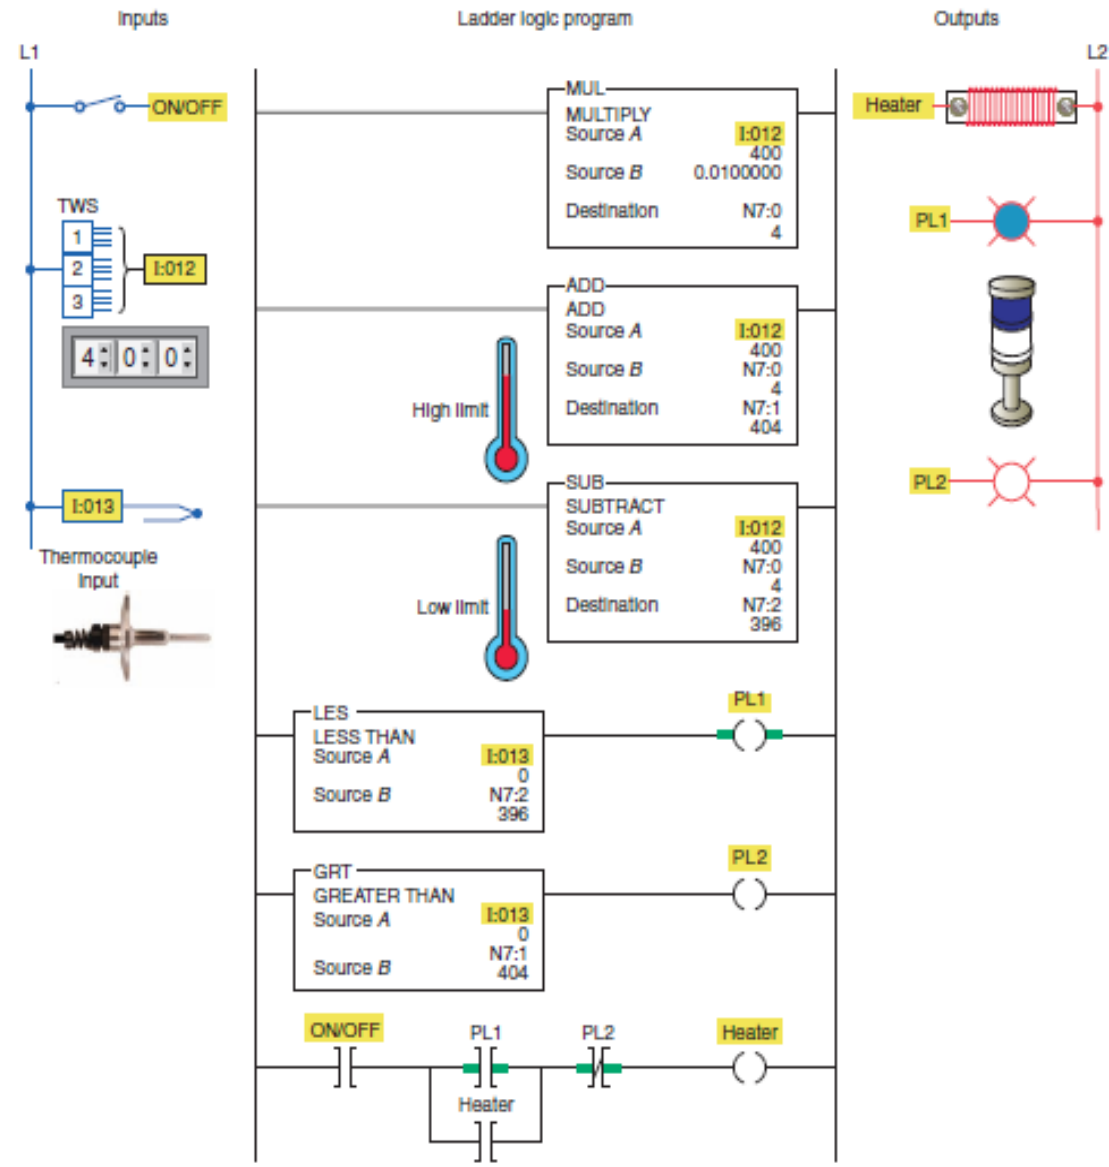 Inputs
Ladder logic program
Outputs
L1
L2
ON/OFF
MUL
MULTIPLY
Source A I:012
400
Source B 0.0100000
Destination N7:0
4
Heater
TWS
1
2
3
I:012
4 0 0
PL1
ADD
ADD
Source A I:012
400
Source B N7:0
4
Destination N7:1
404
High limit
PL2
I:013
Thermocouple
input
SUB
SUBTRACT
Source A I:012
400
Source B N7:0
4
Destination N7:2
396
Low limit
LES
LESS THAN
Source A I:013
0
Source B N7:2
396
PL1
GRT
GREATER THAN
Source A I:013
0
N7:1
Source B 404
PL2
ON/OFF PL1 PL2 Heater
Heater